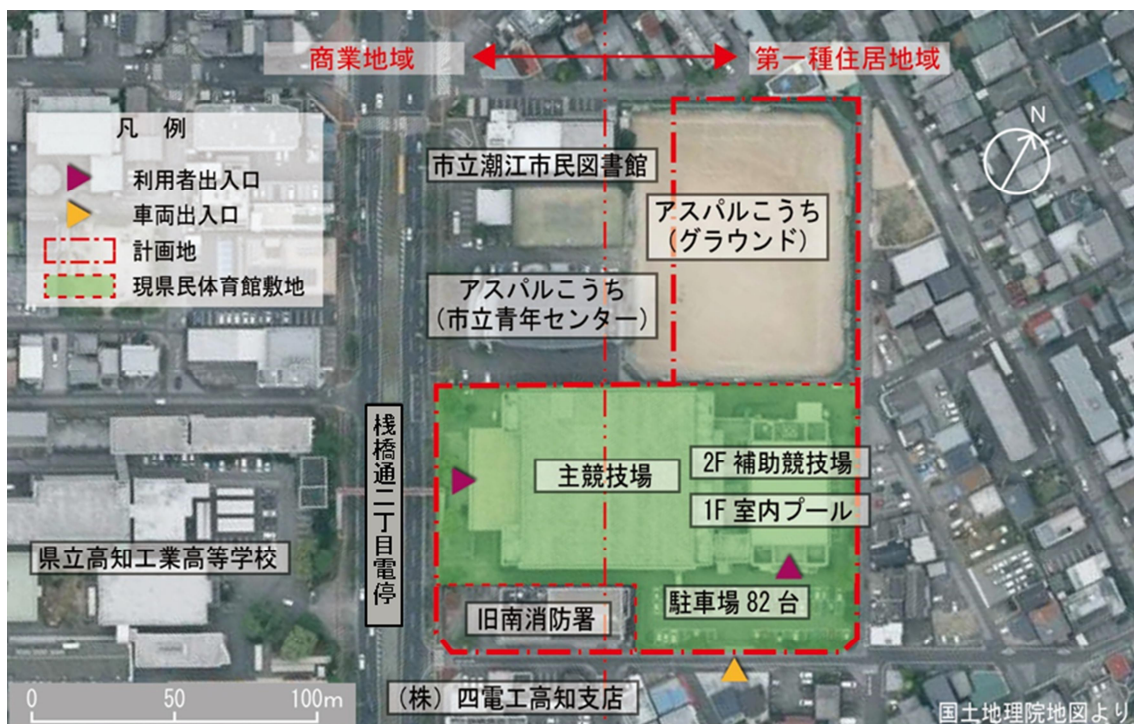 商業地域
第一種住居地域
凡 例
利用者出入口
車両出入口
計画地
現県民体育館敷地
N
市立潮江市民図書館
アスパルこうち
(グラウンド)
アスパルこうち
(市立青年センター)
桟橋通二丁目電停
主競技場
2F 補助競技場
1F 室内プール
県立高知工業高等学校
旧南消防署
駐車場 82 台
(株) 四電工高知支店
0 50 100m
国土地理院地図より